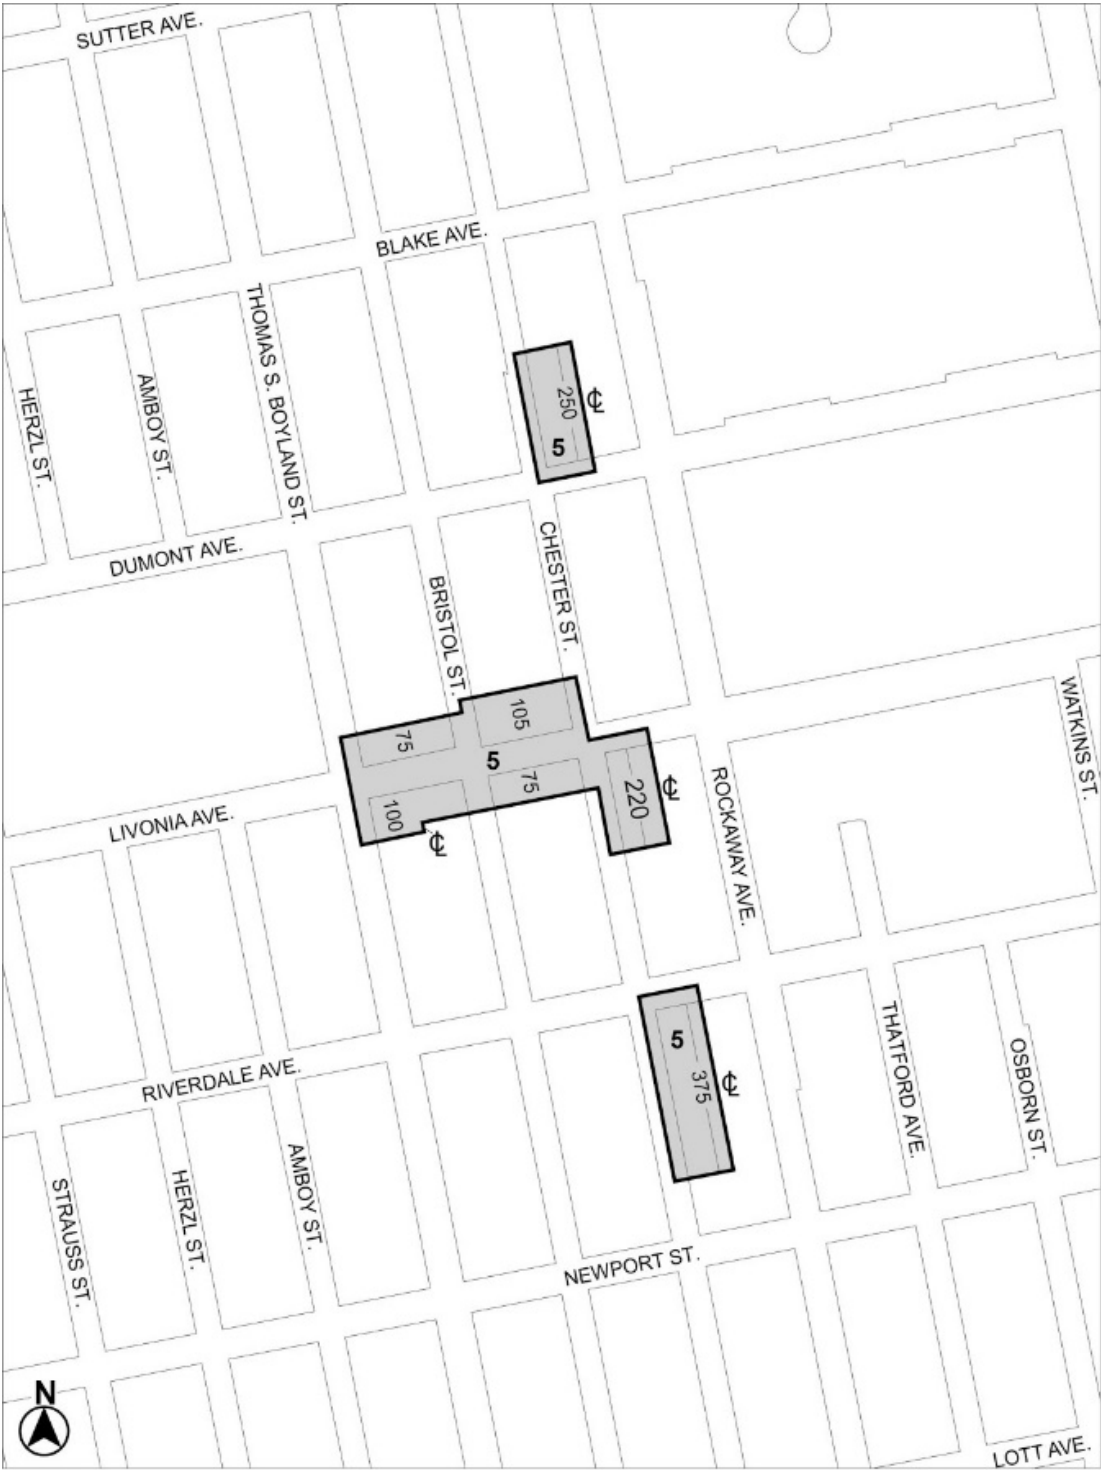 SUTTER AVE.
BLAKE AVE.
THOMAS S. BOYLAND ST.
HERZL ST.
AMBOY ST.
250
℄
5
DUMONT AVE.
CHESTER ST.
BRISTOL ST.
WATKINS ST.
105
75
5
75
100
℄
220
℄
ROCKAWAY AVE.
LIVONIA AVE.
5
375
℄
THATFORD AVE.
OSBORN ST.
RIVERDALE AVE.
STRAUSS ST.
HERZL ST.
AMBOY ST.
NEWPORT ST.
N
LOTT AVE.